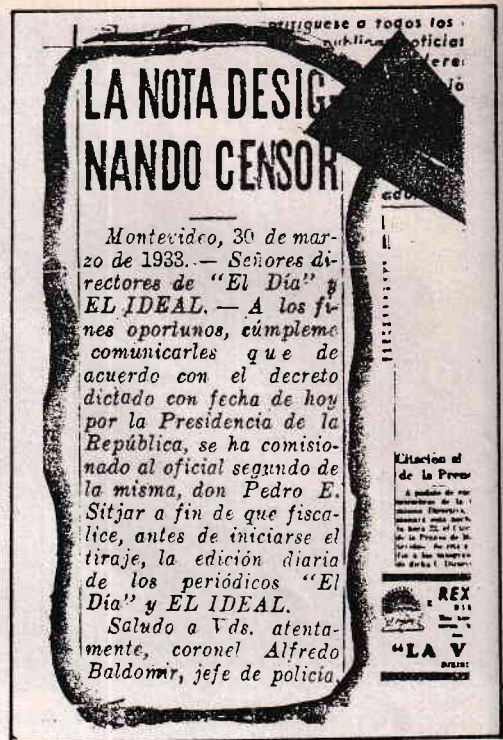 todos los
LA NOTA DESIG-
NANDO CENSOR
Montevideo, 30 de mar-
zo de 1933. — Señores di-
rectores de "El Día" y
EL IDEAL. — A los fi-
nes oportunos, cúmpleme
comunicarles que de
acuerdo con el decreto
dictado con fecha de hoy
por la Presidencia de la
República, se ha comisio-
nado al oficial segundo de
la misma, don Pedro E.
Sitjar a fin de que fisca-
lice, antes de iniciarse el
tiraje, la edición diaria
de los periódicos "El
Día" y EL IDEAL.
Saludo a Vds. atenta-
mente, coronel Alfredo
Baldomir, jefe de policía.
Citación al
de la Prens
REX
"LA V